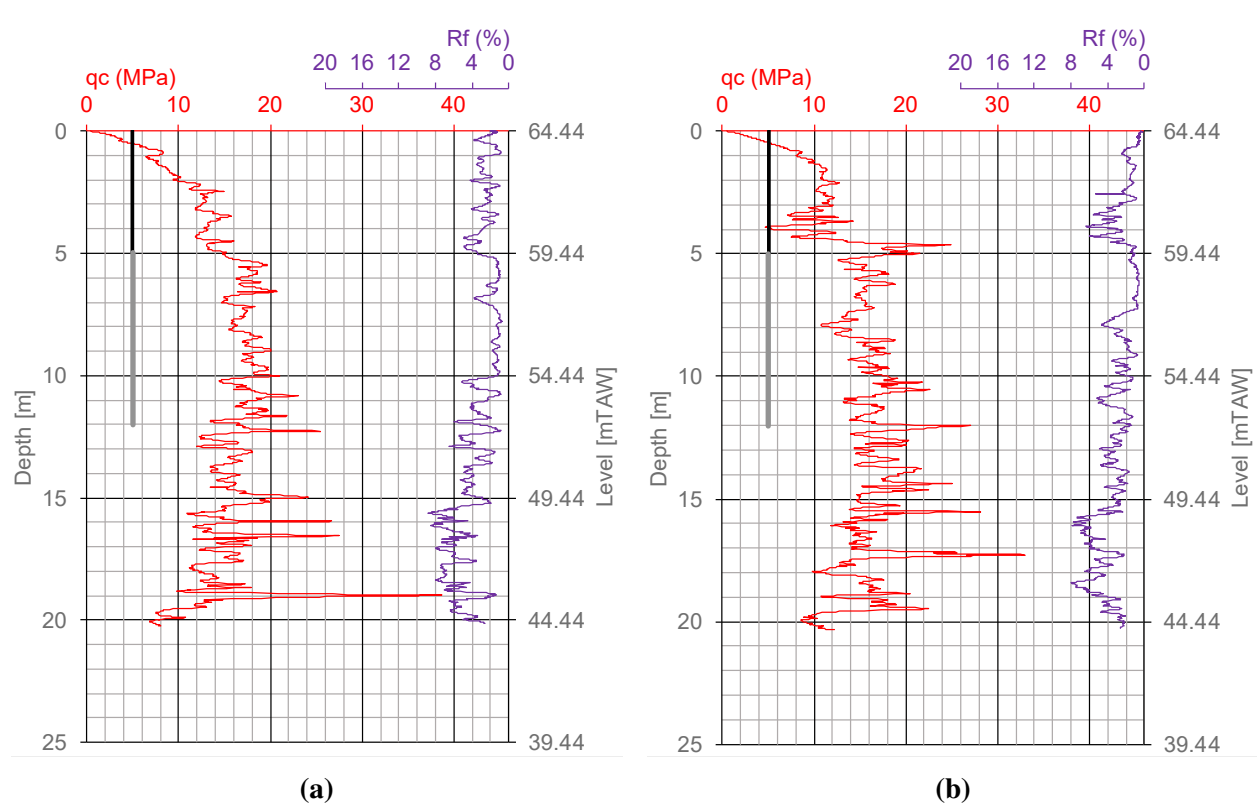 Rf (%)
20 16 12 8 4 0
qc (MPa)
0 10 20 30 40
0 64.44
5 59.44
10 54.44
15 49.44
20 44.44
25 39.44
Depth [m]
Level [mTAW]
(a)
Rf (%)
20 16 12 8 4 0
qc (MPa)
0 10 20 30 40
0 64.44
5 59.44
10 54.44
15 49.44
20 44.44
25 39.44
Depth [m]
Level [mTAW]
(b)